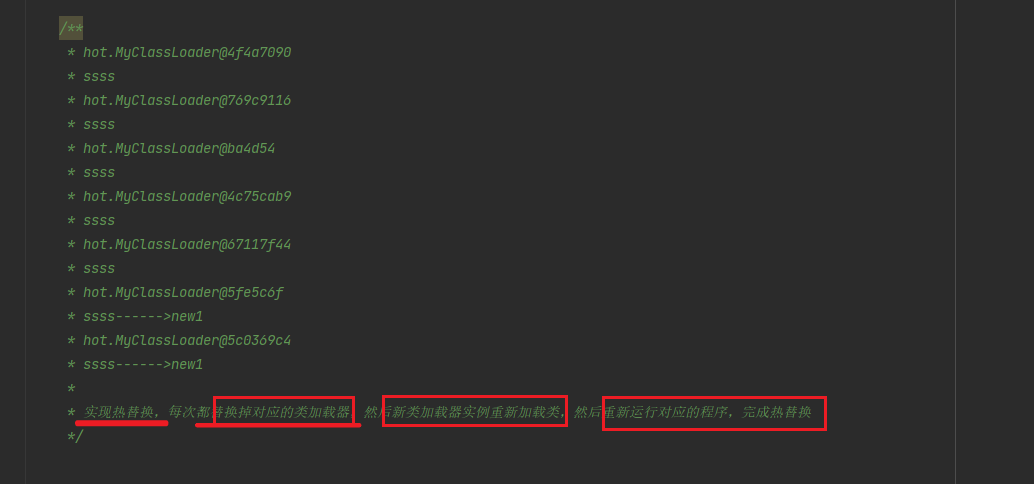 /**
* hot.MyClassLoader@4f4a7090
* ssss
* hot.MyClassLoader@769c9116
* ssss
* hot.MyClassLoader@ba4d54
* ssss
* hot.MyClassLoader@4c75cab9
* ssss
* hot.MyClassLoader@67117f44
* ssss
* hot.MyClassLoader@5fe5c6f
* ssss------>new1
* hot.MyClassLoader@5c0369c4
* ssss------>new1
*
* 实现热替换，每次都替换掉对应的类加载器，然后新类加载器实例重新加载类，然后重新运行对应的程序，完成热替换
*/